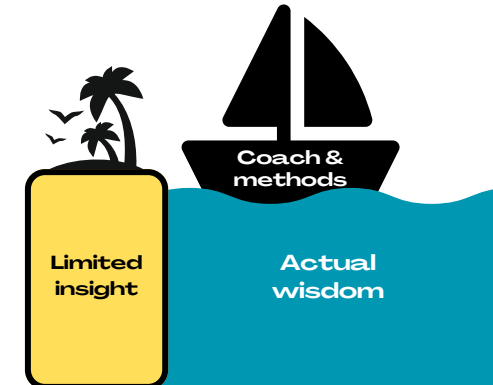 Coach &
methods
Limited
insight
Actual
wisdom